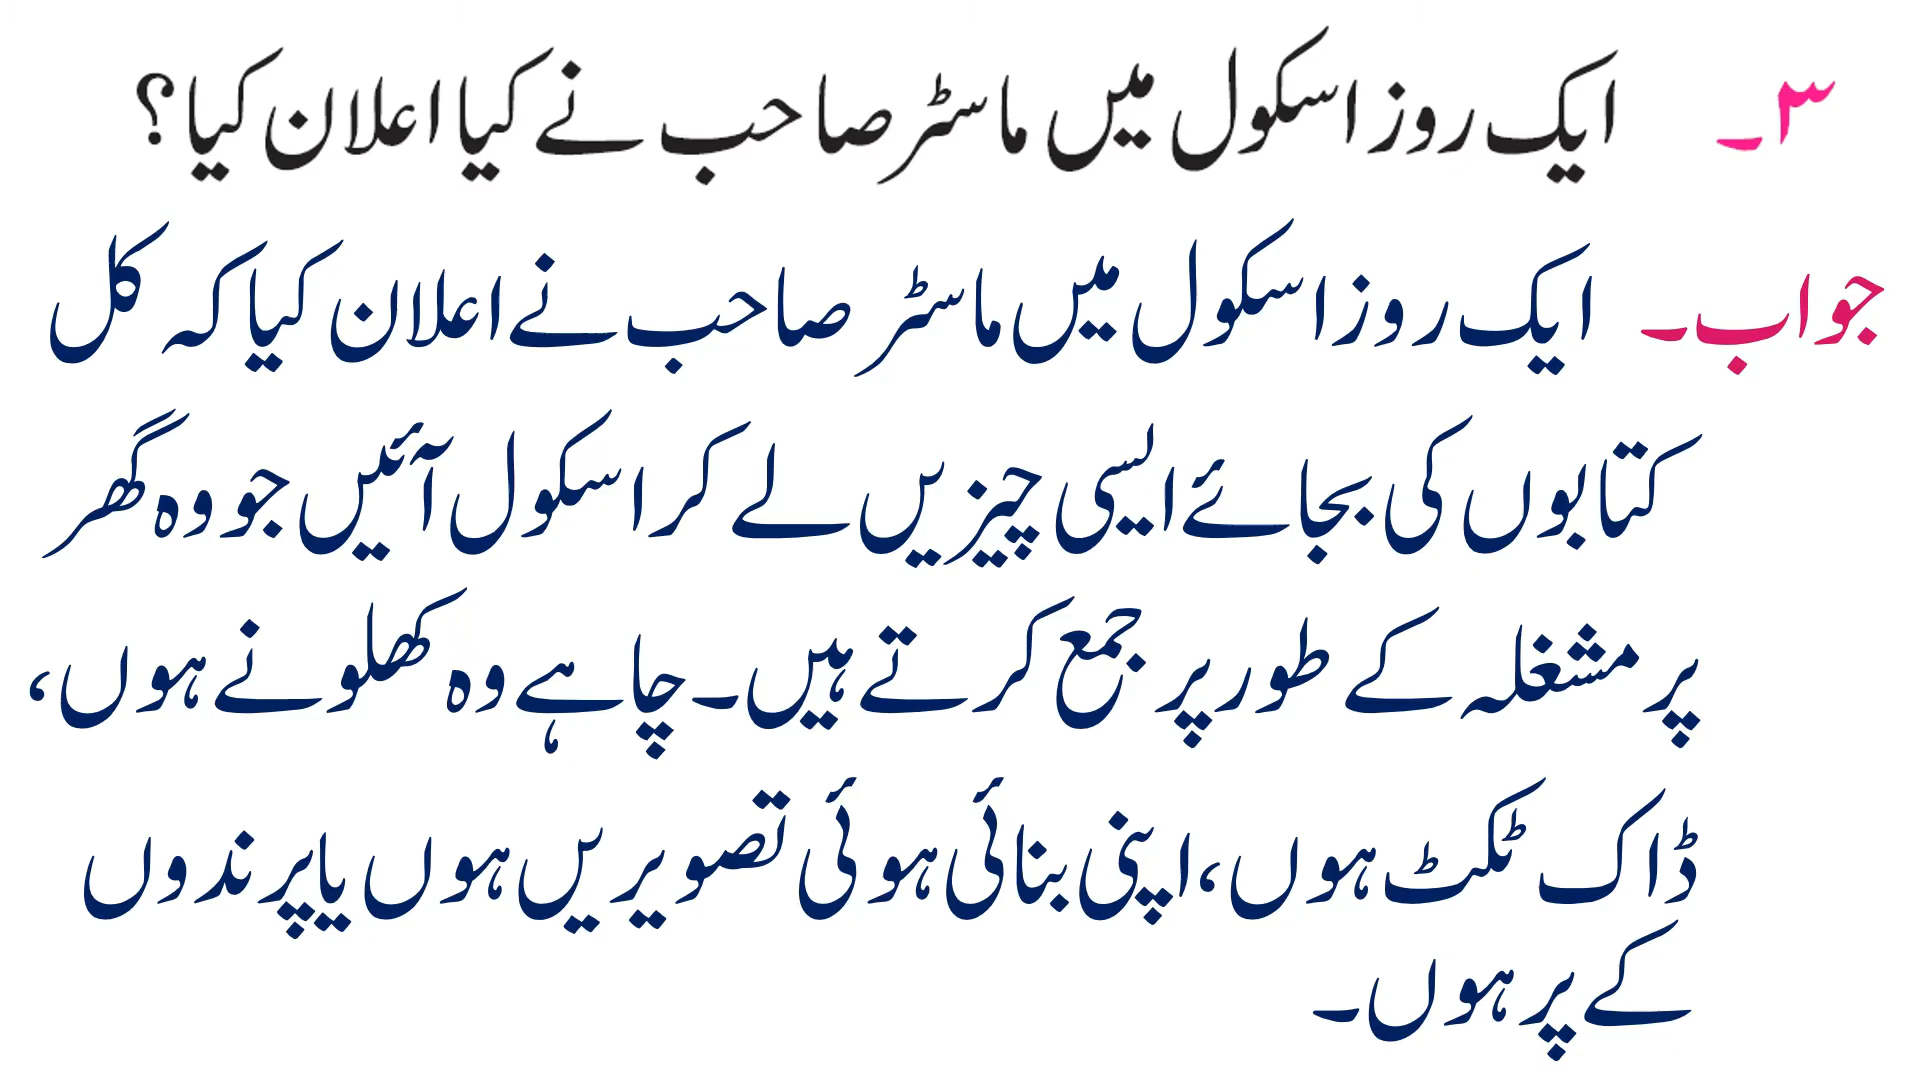 ۳۔ ایک روز اسکول میں ماسٹر صاحب نے کیا اعلان کیا؟
جواب۔ ایک روز اسکول میں ماسٹر صاحب نے اعلان کیا کہ کل
کتابوں کی بجائے ایسی چیزیں لے کر اسکول آئیں جو وہ گھر
پر مشغلہ کے طور پر جمع کرتے ہیں۔ چاہے وہ کھلونے ہوں،
ڈاک ٹکٹ ہوں، اپنی بنائی ہوئی تصویریں ہوں یا پرندوں
کے پر ہوں۔